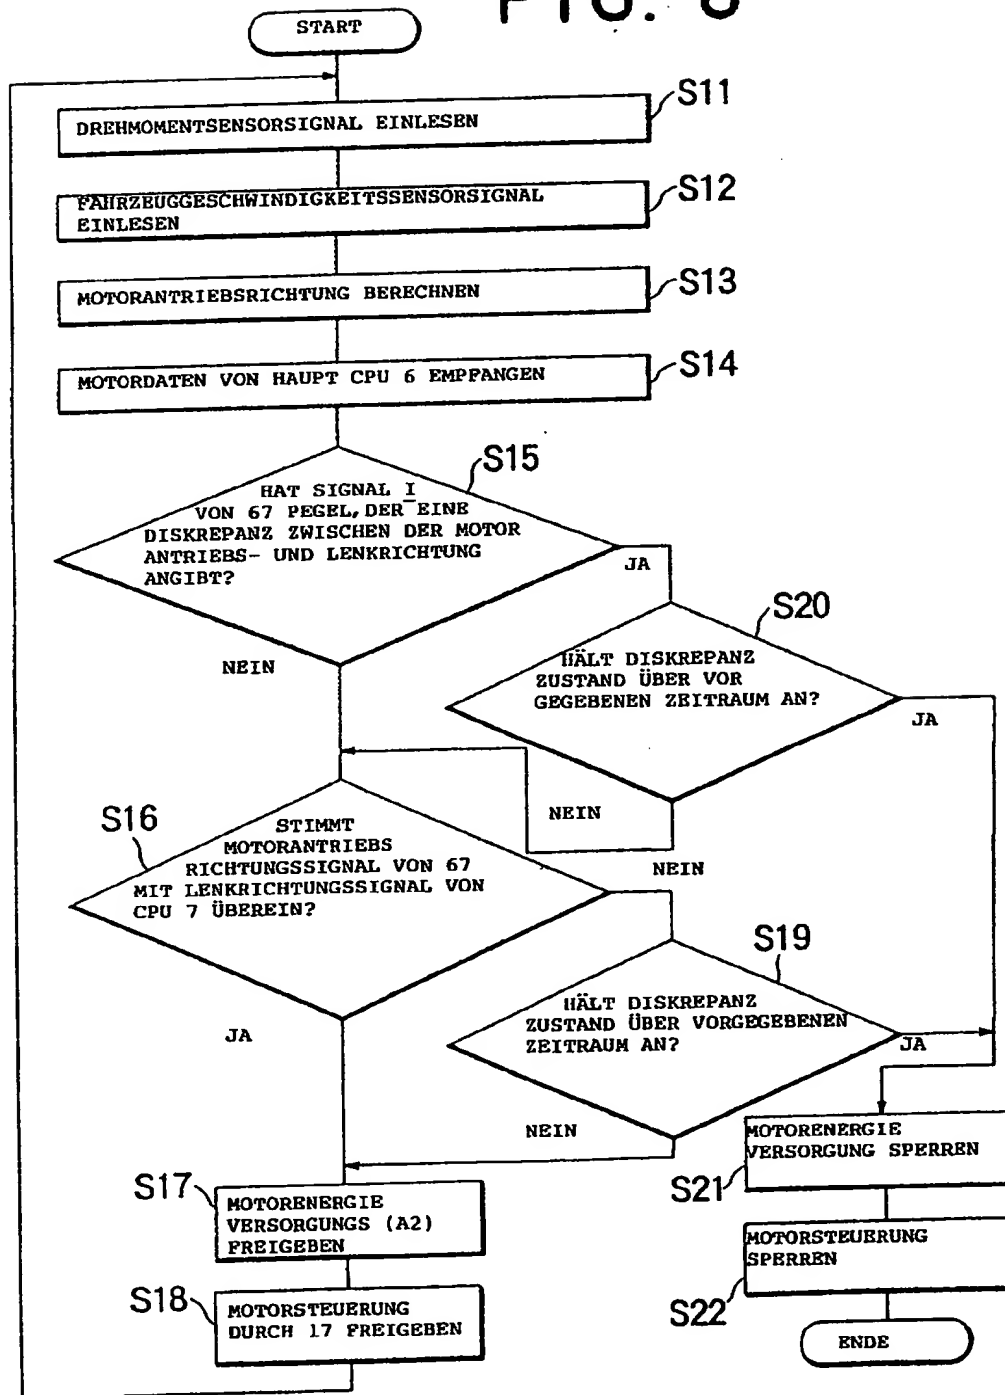 START
S11
DREHMOMENTSENSORSIGNAL EINLESEN
S12
FAHRZEUGGESCHWINDIGKEITSSENSORSIGNAL
EINLESEN
S13
MOTORANTRIEBSRICHTUNG BERECHNEN
S14
MOTORDATEN VON HAUPT CPU 6 EMPFANGEN
S15
HAT SIGNAL I
VON 67 PEGEL, DER EINE
DISKREPANZ ZWISCHEN DER MOTOR
ANTRIEBS- UND LENKRICHTUNG
ANGIBT?
JA
NEIN
S20
HÄLT DISKREPANZ
ZUSTAND ÜBER VOR
GEGEBENEN ZEITRAUM AN?
JA
NEIN
S16
STIMMT
MOTORANTRIEBS
RICHTUNGSSIGNAL VON 67
MIT LENKRICHTUNGSSIGNAL VON
CPU 7 ÜBEREIN?
NEIN
JA
S19
HÄLT DISKREPANZ
ZUSTAND ÜBER VORGEGEBENEN
ZEITRAUM AN?
JA
NEIN
S17
MOTORENERGIE
VERSORGUNGS (A2)
FREIGEBEN
S18
MOTORSTEUERUNG
DURCH 17 FREIGEBEN
S21
MOTORENERGIE
VERSORGUNG SPERREN
S22
MOTORSTEUERUNG
SPERREN
ENDE